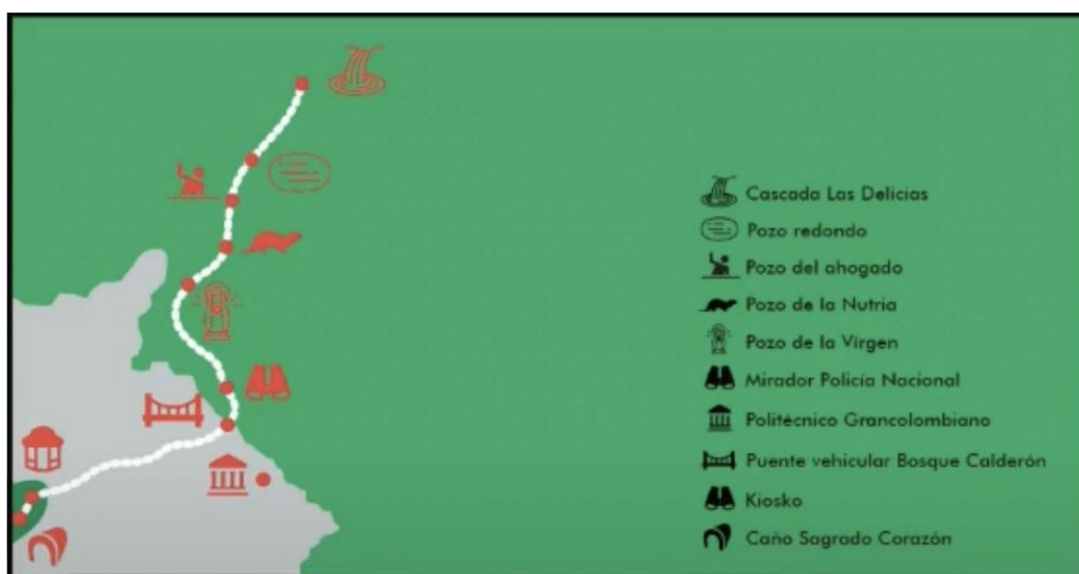 Cascada Las Delicias
Pozo redondo
Pozo del ahogado
Pozo de la Nutria
Pozo de la Virgen
Mirador Policía Nacional
Politécnico Grancolombiano
Puente vehicular Bosque Calderón
Kiosko
Caño Sagrado Corazón